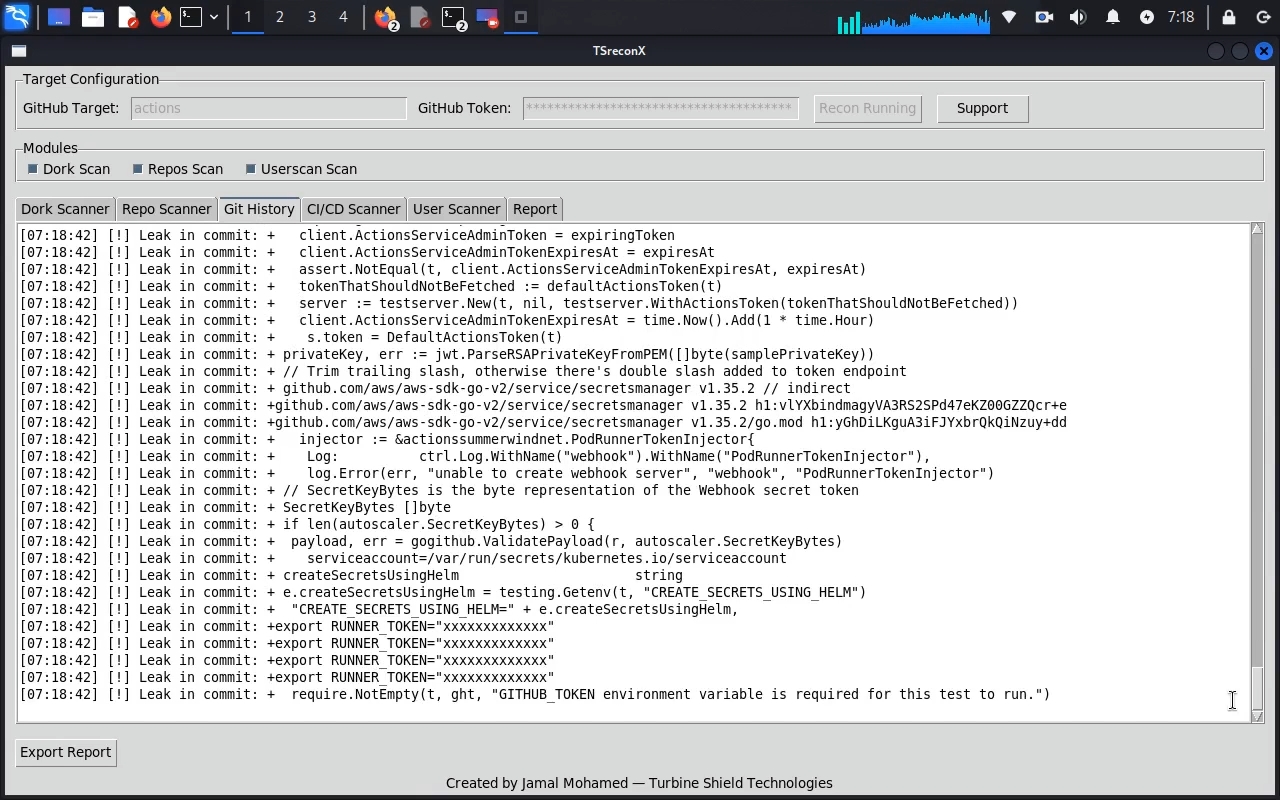 1 2 3 4 2 2 7:18
TSreconX
Target Configuration
GitHub Target: actions GitHub Token: ********************************** Recon Running Support
Modules
Dork Scan Repos Scan Userscan Scan
Dork Scanner Repo Scanner Git History CI/CD Scanner User Scanner Report
[07:18:42] [!] Leak in commit: +   client.ActionsServiceAdminToken = expiringToken
[07:18:42] [!] Leak in commit: +   client.ActionsServiceAdminTokenExpiresAt = expiresAt
[07:18:42] [!] Leak in commit: +   assert.NotEqual(t, client.ActionsServiceAdminTokenExpiresAt, expiresAt)
[07:18:42] [!] Leak in commit: +   tokenThatShouldNotBeFetched := defaultActionsToken(t)
[07:18:42] [!] Leak in commit: +   server := testserver.New(t, nil, testserver.WithActionsToken(tokenThatShouldNotBeFetched))
[07:18:42] [!] Leak in commit: +   client.ActionsServiceAdminTokenExpiresAt = time.Now().Add(1 * time.Hour)
[07:18:42] [!] Leak in commit: +    s.token = DefaultActionsToken(t)
[07:18:42] [!] Leak in commit: + privateKey, err := jwt.ParseRSAPrivateKeyFromPEM([]byte(samplePrivateKey))
[07:18:42] [!] Leak in commit: + // Trim trailing slash, otherwise there's double slash added to token endpoint
[07:18:42] [!] Leak in commit: + github.com/aws/aws-sdk-go-v2/service/secretsmanager v1.35.2 // indirect
[07:18:42] [!] Leak in commit: +github.com/aws/aws-sdk-go-v2/service/secretsmanager v1.35.2 h1:vlYXbindmagyVA3RS2SPd47eKZ00GZZQcr+e
[07:18:42] [!] Leak in commit: +github.com/aws/aws-sdk-go-v2/service/secretsmanager v1.35.2/go.mod h1:yGhDiLKguA3iFJYxbrQkQiNzuy+dd
[07:18:42] [!] Leak in commit: +   injector := &actionssummerwindnet.PodRunnerTokenInjector{
[07:18:42] [!] Leak in commit: +    Log:          ctrl.Log.WithName("webhook").WithName("PodRunnerTokenInjector"),
[07:18:42] [!] Leak in commit: +    log.Error(err, "unable to create webhook server", "webhook", "PodRunnerTokenInjector")
[07:18:42] [!] Leak in commit: + // SecretKeyBytes is the byte representation of the Webhook secret token
[07:18:42] [!] Leak in commit: + SecretKeyBytes []byte
[07:18:42] [!] Leak in commit: + if len(autoscaler.SecretKeyBytes) > 0 {
[07:18:42] [!] Leak in commit: +  payload, err = gogithub.ValidatePayload(r, autoscaler.SecretKeyBytes)
[07:18:42] [!] Leak in commit: +    serviceaccount=/var/run/secrets/kubernetes.io/serviceaccount
[07:18:42] [!] Leak in commit: + createSecretsUsingHelm                      string
[07:18:42] [!] Leak in commit: + e.createSecretsUsingHelm = testing.Getenv(t, "CREATE_SECRETS_USING_HELM")
[07:18:42] [!] Leak in commit: +  "CREATE_SECRETS_USING_HELM=" + e.createSecretsUsingHelm,
[07:18:42] [!] Leak in commit: +export RUNNER_TOKEN="xxxxxxxxxxxxx"
[07:18:42] [!] Leak in commit: +export RUNNER_TOKEN="xxxxxxxxxxxxx"
[07:18:42] [!] Leak in commit: +export RUNNER_TOKEN="xxxxxxxxxxxxx"
[07:18:42] [!] Leak in commit: +export RUNNER_TOKEN="xxxxxxxxxxxxx"
[07:18:42] [!] Leak in commit: +  require.NotEmpty(t, ght, "GITHUB_TOKEN environment variable is required for this test to run.")
Export Report
Created by Jamal Mohamed — Turbine Shield Technologies